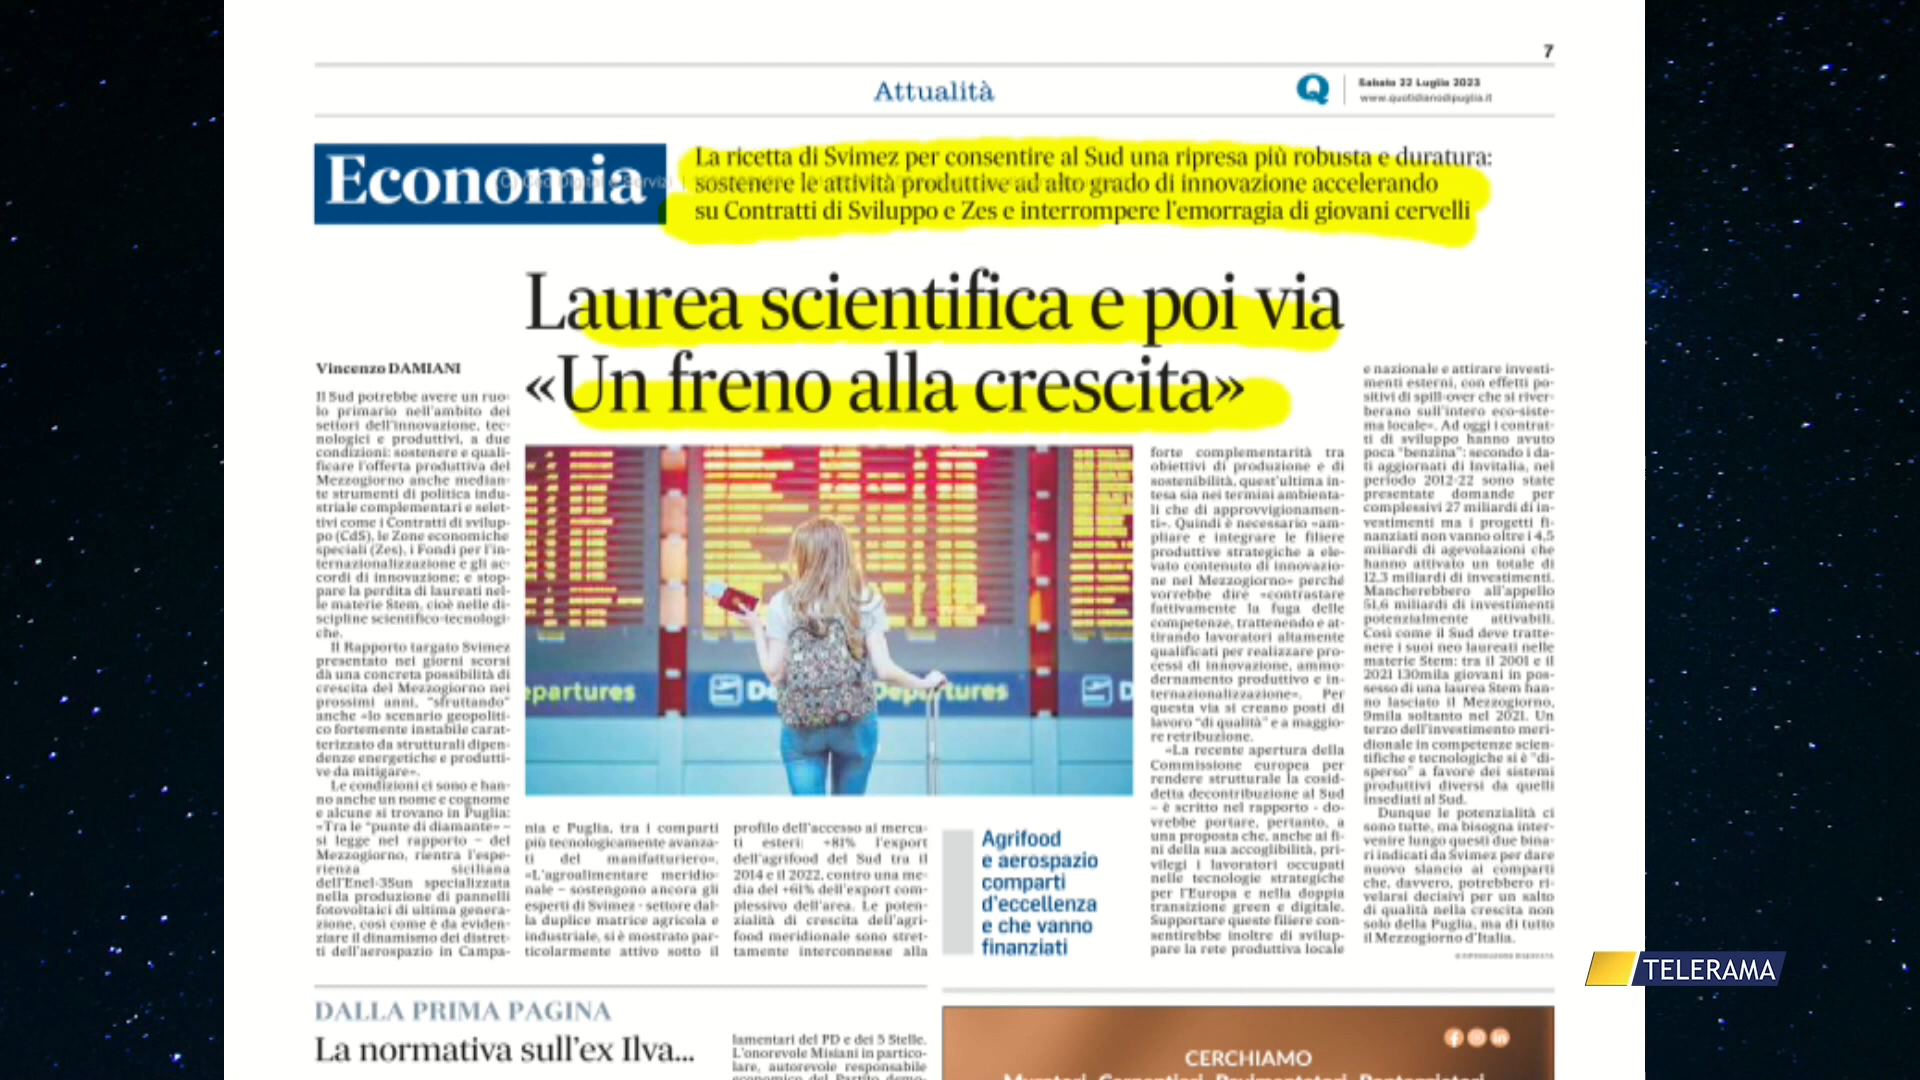 7
Attualità
Q
Sabato 22 Luglio 2023
www.quotidianodipuglia.it
Economia
La ricetta di Svimez per consentire al Sud una ripresa più robusta e duratura:
sostenere le attività produttive ad alto grado di innovazione accelerando
su Contratti di Sviluppo e Zes e interrompere l'emorragia di giovani cervelli
Laurea scientifica e poi via
«Un freno alla crescita»
Vincenzo DAMIANI
Il Sud potrebbe avere un ruo-
lo primario nell'ambito dei
settori dell'innovazione, tec-
nologici e produttivi, a due
condizioni: sostenere e quali-
ficare l'offerta produttiva del
Mezzogiorno anche median-
te strumenti di politica indu-
striale complementari e selet-
tivi come i Contratti di svilup-
po (CdS), le Zone economiche
speciali (Zes), i Fondi per l'in-
ternazionalizzazione e gli ac-
cordi di innovazione; e stop-
pare la perdita di laureati nel-
le materie Stem, cioè nelle di-
scipline scientifico-tecnologi-
che.
Il Rapporto targato Svimez
presentato nei giorni scorsi
dà una concreta possibilità di
crescita del Mezzogiorno nei
prossimi anni, "sfruttando"
anche «lo scenario geopoliti-
co fortemente instabile carat-
terizzato da strutturali dipen-
denze energetiche e produtti-
ve da mitigare».
Le condizioni ci sono e han-
no anche un nome e cognome
e alcune si trovano in Puglia:
«Tra le "punte di diamante» –
si legge nel rapporto – del
Mezzogiorno, rientra l'espe-
rienza siciliana
dell'Enel-3Sun specializzata
nella produzione di pannelli
fotovoltaici di ultima genera-
zione, così come è da eviden-
ziare il dinamismo dei distret-
ti dell'aerospazio in Campa-
partures
De
Departures
D
nia e Puglia, tra i comparti
più tecnologicamente avanza-
ti del manifatturiero».
«L'agroalimentare meridio-
nale – sostengono ancora gli
esperti di Svimez - settore dal-
la duplice matrice agricola e
industriale, si è mostrato par-
ticolarmente attivo sotto il
profilo dell'accesso ai merca-
ti esteri: +81% l'export
dell'agrifood del Sud tra il
2014 e il 2022, contro una me-
dia del +61% dell'export com-
plessivo dell'area. Le poten-
zialità di crescita dell'agri-
food meridionale sono stret-
tamente interconnesse alla
Agrifood
e aerospazio
comparti
d'eccellenza
e che vanno
finanziati
forte complementarità tra
obiettivi di produzione e di
sostenibilità, quest'ultima in-
tesa sia nei termini ambienta-
li che di approvvigionamen-
ti». Quindi è necessario «am-
pliare e integrare le filiere
produttive strategiche a ele-
vato contenuto di innovazio-
ne nel Mezzogiorno» perché
vorrebbe dire «contrastare
fattivamente la fuga delle
competenze, trattenendo e at-
tirando lavoratori altamente
qualificati per realizzare pro-
cessi di innovazione, ammo-
dernamento produttivo e in-
ternazionalizzazione». Per
questa via si creano posti di
lavoro "di qualità" e a maggio-
re retribuzione.
«La recente apertura della
Commissione europea per
rendere strutturale la cosid-
detta decontribuzione al Sud
– è scritto nel rapporto - do-
vrebbe portare, pertanto, a
una proposta che, anche ai fi-
ni della sua accoglibilità, pri-
vilegi i lavoratori occupati
nelle tecnologie strategiche
per l'Europa e nella doppia
transizione green e digitale.
Supportare queste filiere con-
sentirebbe inoltre di svilup-
pare la rete produttiva locale
e nazionale e attirare investi-
menti esterni, con effetti po-
sitivi di spill-over che si river-
berano sull'intero eco-siste-
ma locale». Ad oggi i contrat-
ti di sviluppo hanno avuto
poca "benzina": secondo i da-
ti aggiornati di Invitalia, nel
periodo 2012-22 sono state
presentate domande per
complessivi 27 miliardi di in-
vestimenti ma i progetti fi-
nanziati non vanno oltre i 4,5
miliardi di agevolazioni che
hanno attivato un totale di
12,3 miliardi di investimenti.
Mancherebbero all'appello
51,6 miliardi di investimenti
potenzialmente attivabili.
Così come il Sud deve tratte-
nere i suoi neo laureati nelle
materie Stem: tra il 2001 e il
2021 130mila giovani in pos-
sesso di una laurea Stem han-
no lasciato il Mezzogiorno,
9mila soltanto nel 2021. Un
terzo dell'investimento meri-
dionale in competenze scien-
tifiche e tecnologiche si è "di-
sperso" a favore dei sistemi
produttivi diversi da quelli
insediati al Sud.
Dunque le potenzialità ci
sono tutte, ma bisogna inter-
venire lungo questi due bina-
ri indicati da Svimez per dare
nuovo slancio ai comparti
che, davvero, potrebbero ri-
velarsi decisivi per un salto
di qualità nella crescita non
solo della Puglia, ma di tutto
il Mezzogiorno d'Italia.
© RIPRODUZIONE RISERVATA
TELERAMA
DALLA PRIMA PAGINA
La normativa sull'ex Ilva...
lamentari del PD e dei 5 Stelle.
L'onorevole Misiani in partico-
lare, autorevole responsabile
CERCHIAMO